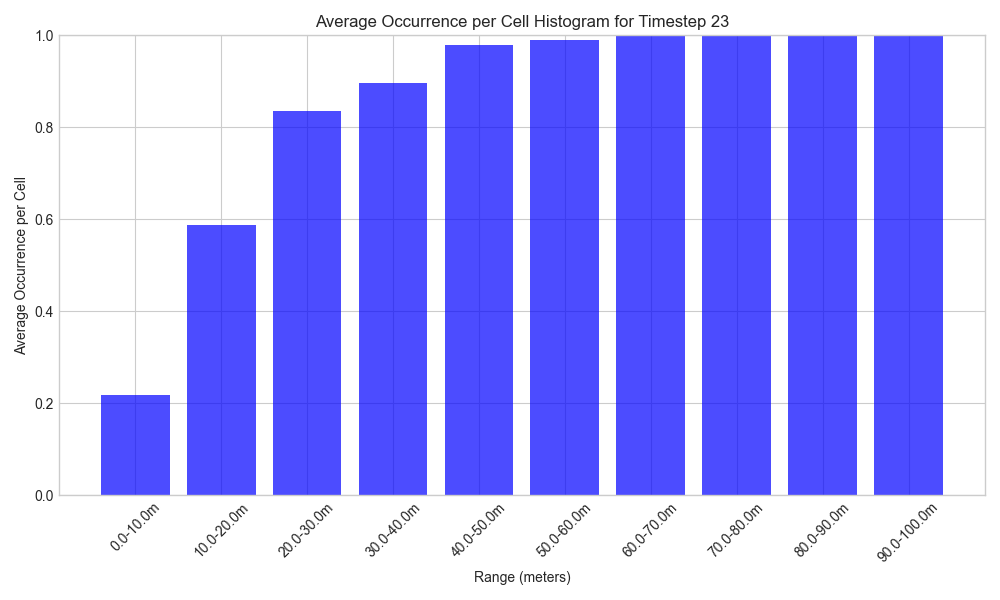 Average Occurrence per Cell Histogram for Timestep 23
1.0
0.8
0.6
0.4
0.2
0.0
Average Occurrence per Cell
0.0-10.0m
10.0-20.0m
20.0-30.0m
30.0-40.0m
40.0-50.0m
50.0-60.0m
60.0-70.0m
70.0-80.0m
80.0-90.0m
90.0-100.0m
Range (meters)